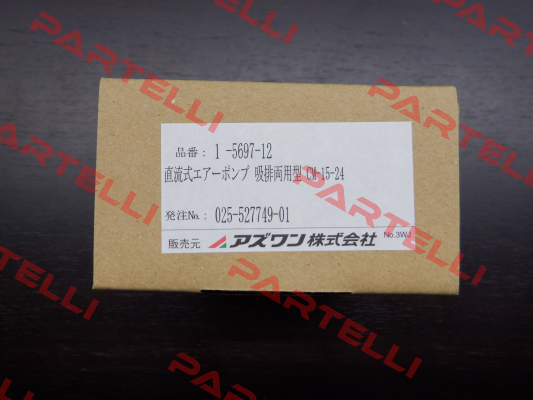 品番： 1 -5697-12
直流式エアーポンプ 吸排両用型 CM-15-24
発注No.： 025-527749-01
販売元 アズワン株式会社 No.3WJ
PARTELLI
PARTELLI
PARTELLI
PARTELLI
PARTELLI
PARTELLI